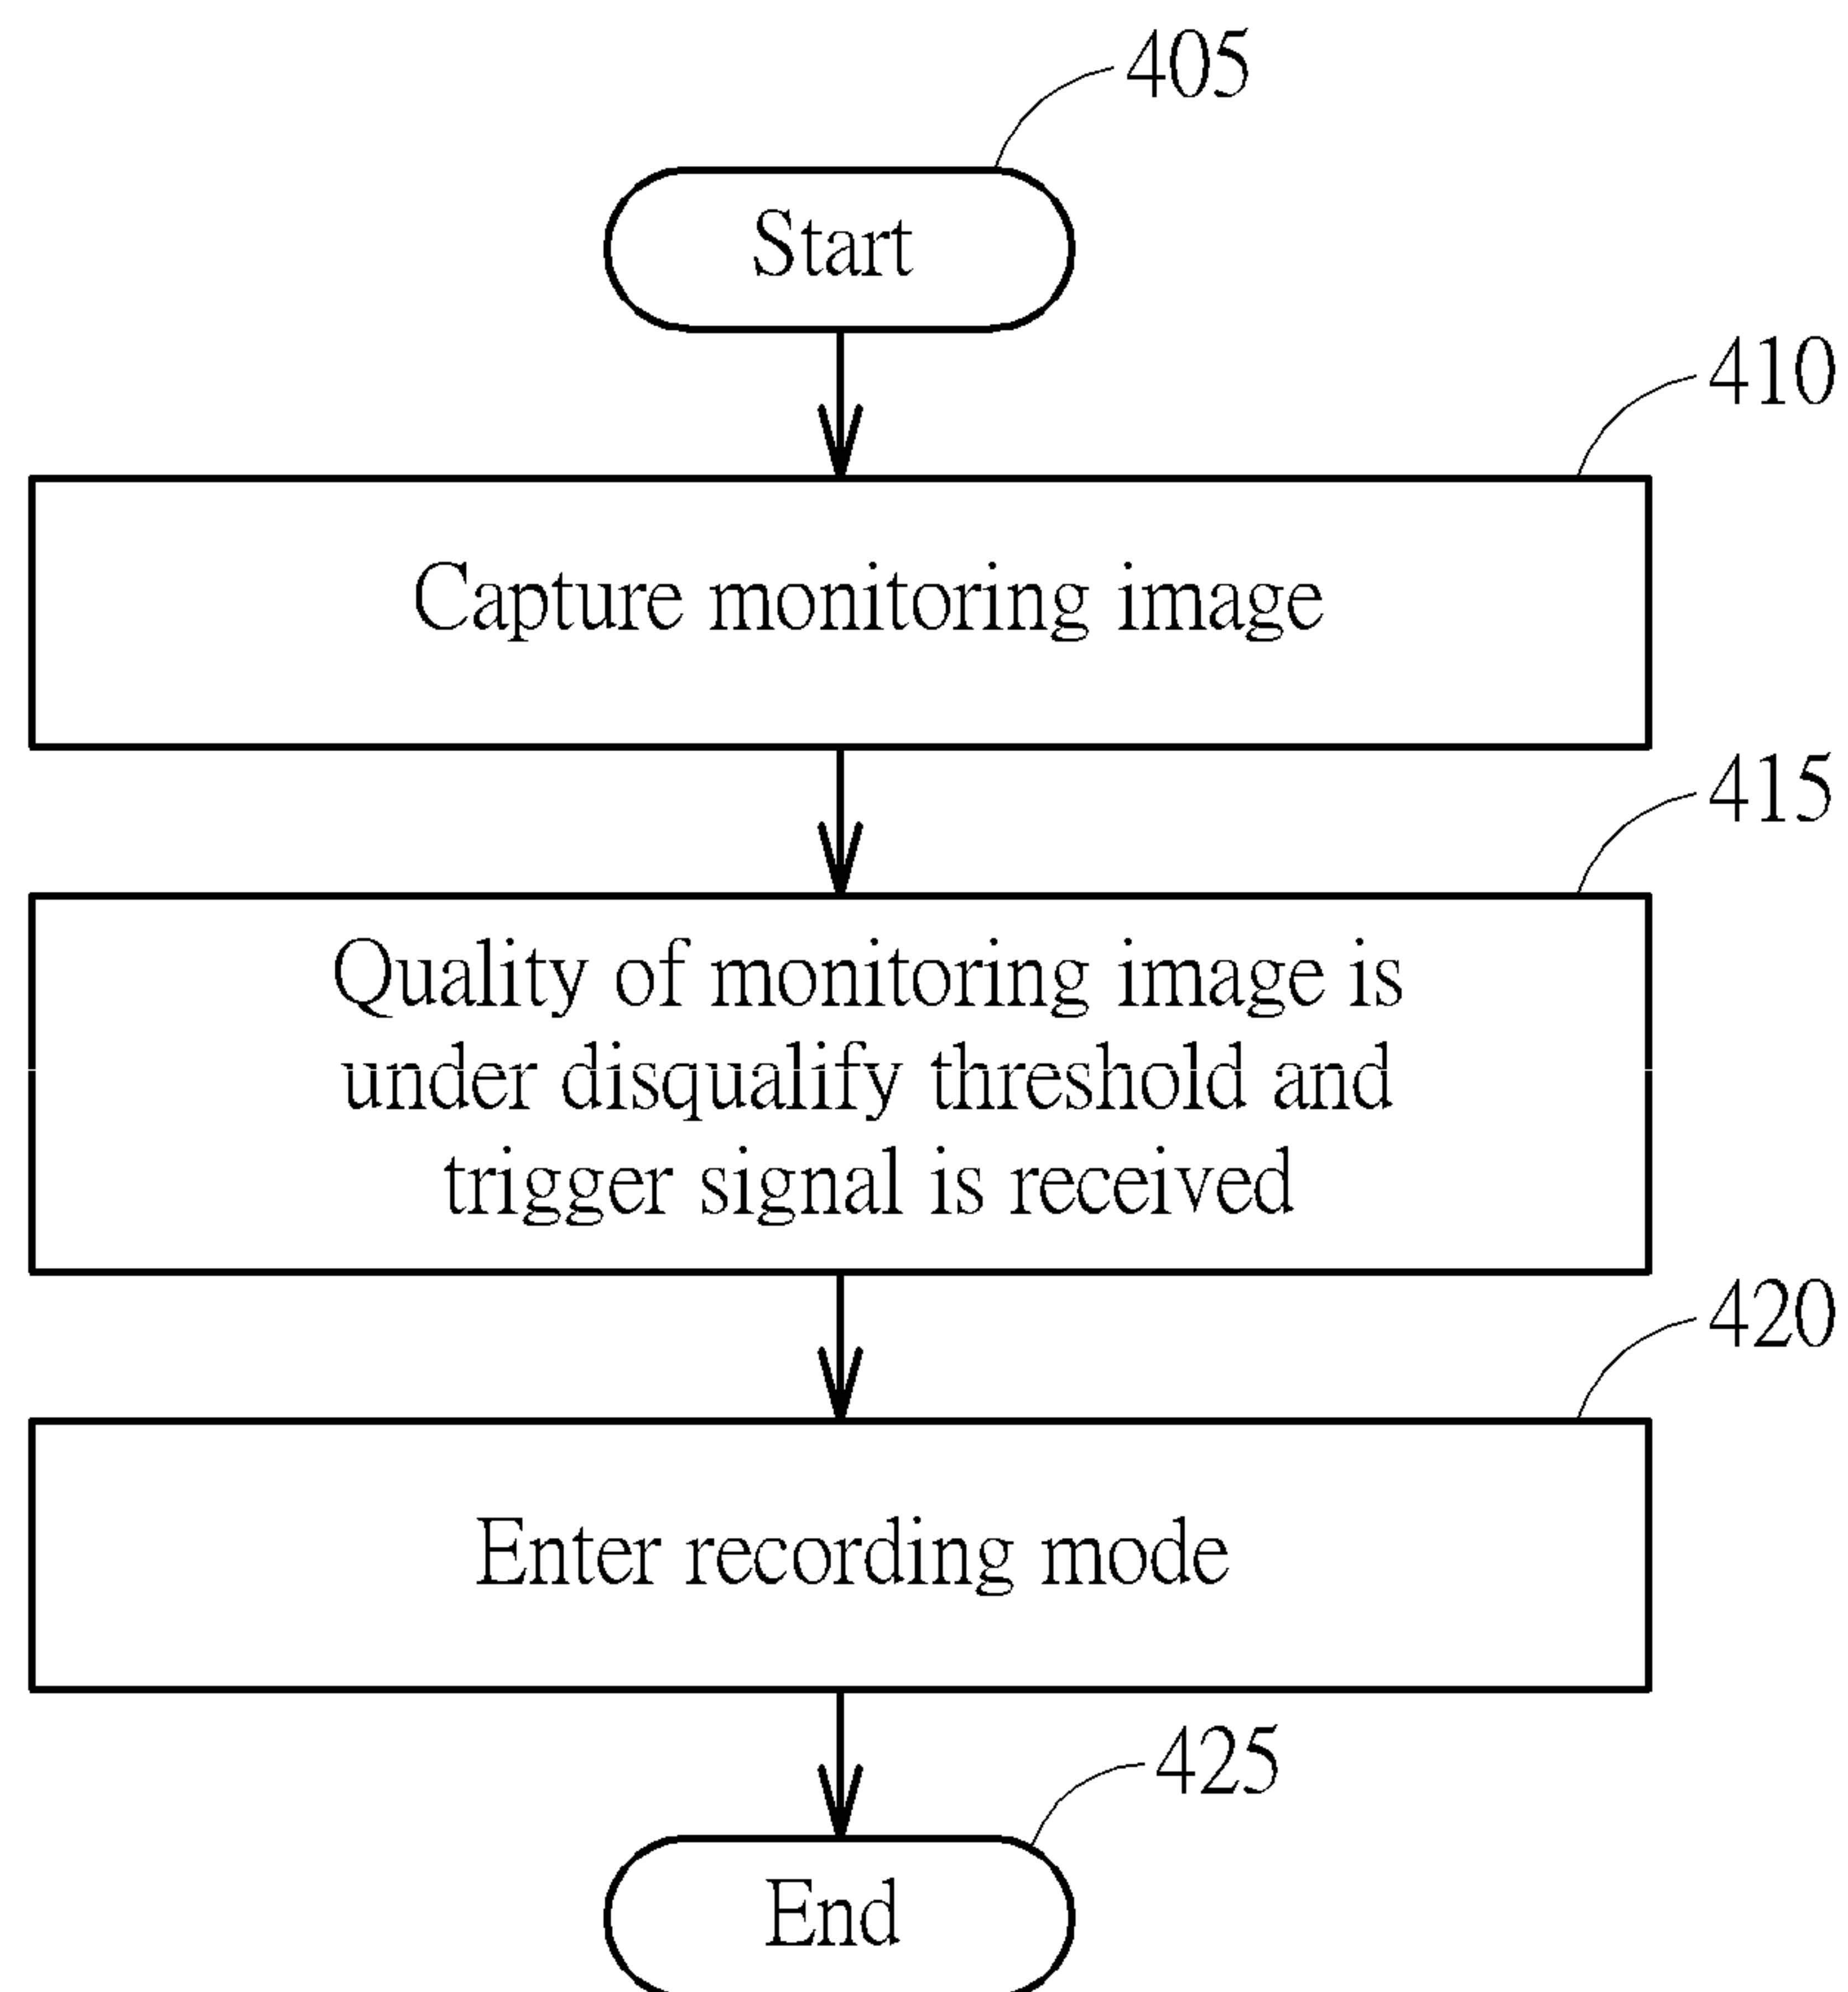 405
Start
410
Capture monitoring image
415
Quality of monitoring image is
under disqualify threshold and
trigger signal is received
420
Enter recording mode
425
End